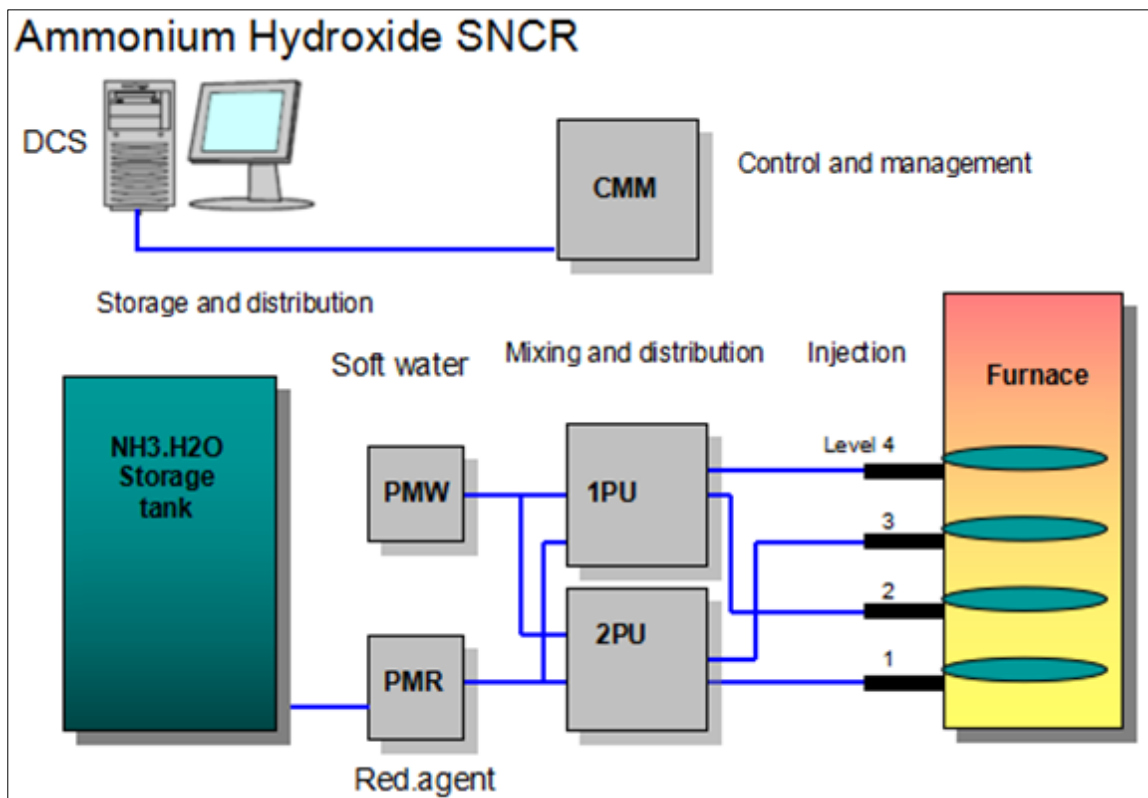 Ammonium Hydroxide SNCR
DCS
CMM
Control and management
Storage and distribution
Soft water
Mixing and distribution
Injection
Furnace
NH3.H2O
Storage
tank
PMW
1PU
Level 4
3
2
2PU
1
PMR
Red.agent